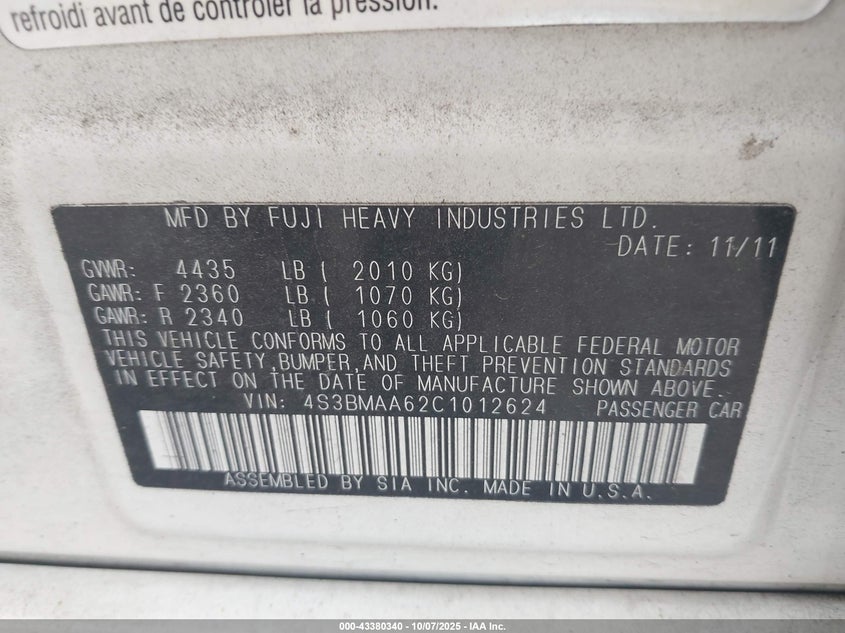 refroidi avant de contrôler la pression.
MFD BY FUJI HEAVY INDUSTRIES LTD.
DATE: 11/11
GVWR: 4435 LB ( 2010 KG)
GAWR: F 2360 LB ( 1070 KG)
GAWR: R 2340 LB ( 1060 KG)
THIS VEHICLE CONFORMS TO ALL APPLICABLE FEDERAL MOTOR
VEHICLE SAFETY, BUMPER, AND THEFT PREVENTION STANDARDS
IN EFFECT ON THE DATE OF MANUFACTURE SHOWN ABOVE.
VIN: 4S3BMAA62C1012624 PASSENGER CAR
ASSEMBLED BY SIA INC. MADE IN U.S.A.
000-43380340 - 10/07/2025 - IAA Inc.